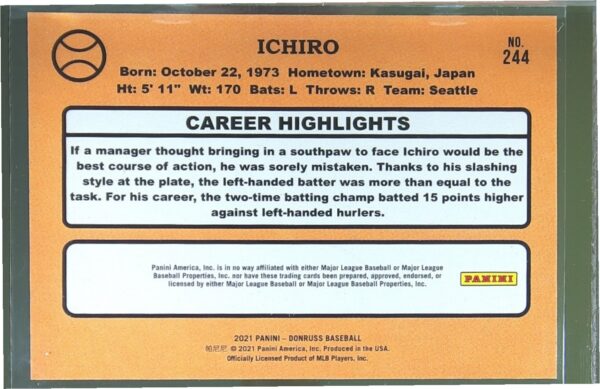 ICHIRO
NO.
244
Born: October 22, 1973 Hometown: Kasugai, Japan
Ht: 5' 11" Wt: 170 Bats: L Throws: R Team: Seattle
CAREER HIGHLIGHTS
If a manager thought bringing in a southpaw to face Ichiro would be the
best course of action, he was sorely mistaken. Thanks to his slashing
style at the plate, the left-handed batter was more than equal to the
task. For his career, the two-time batting champ batted 15 points higher
against left-handed hurlers.
Panini America, Inc. is in no way affiliated with either Major League Baseball or Major League
Baseball Properties, Inc. nor have these trading cards been prepared, approved, endorsed, or
licensed by either Major League Baseball or Major League Baseball Properties, Inc.
PANINI
2021 PANINI – DONRUSS BASEBALL
帕尼尼 © 2021 Panini America, Inc. Produced in the USA.
Officially Licensed Product of MLB Players, Inc.